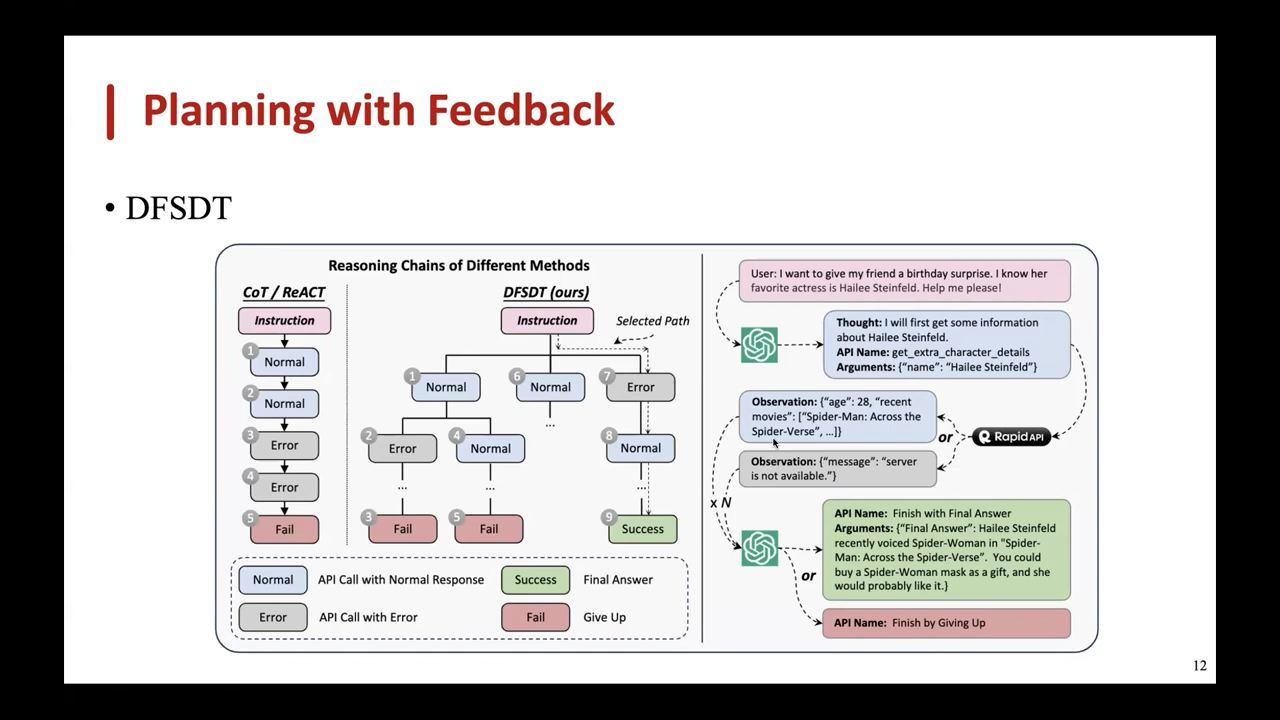 Planning with Feedback
• DFSDT
Reasoning Chains of Different Methods
CoT / ReACT
Instruction
1
Normal
2
Normal
3
Error
4
Error
5
Fail
DFSDT (ours)
Instruction
Selected Path
1
Normal
6
Normal
7
Error
...
2
Error
4
Normal
8
Normal
...
...
...
3
Fail
5
Fail
9
Success
Normal
API Call with Normal Response
Success
Final Answer
Error
API Call with Error
Fail
Give Up
User: I want to give my friend a birthday surprise. I know her
favorite actress is Hailee Steinfeld. Help me please!
Thought: I will first get some information
about Hailee Steinfeld.
API Name: get_extra_character_details
Arguments: {“name”: “Hailee Steinfeld”}
Observation: {“age”: 28, “recent
movies”: [“Spider-Man: Across the
Spider-Verse”, ...]}
or
Rapid API
Observation: {“message”: “server
is not available.”}
x N
API Name: Finish with Final Answer
Arguments: {“Final Answer”: Hailee Steinfeld
recently voiced Spider-Woman in "Spider-
Man: Across the Spider-Verse”. You could
buy a Spider-Woman mask as a gift, and she
would probably like it.}
or
API Name: Finish by Giving Up
12